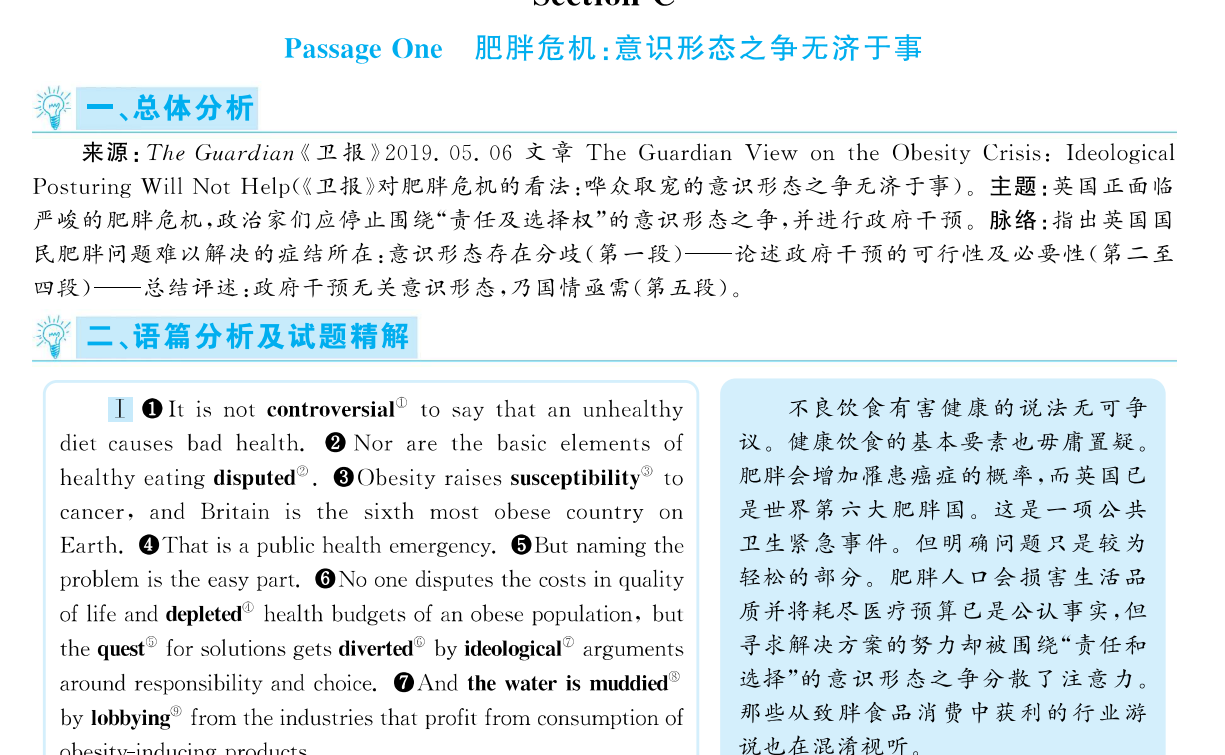 Section C
Passage One 肥胖危机:意识形态之争无济于事
一、总体分析
来源:The Guardian《卫报》2019. 05. 06 文章 The Guardian View on the Obesity Crisis: Ideological
Posturing Will Not Help(《卫报》对肥胖危机的看法:哗众取宠的意识形态之争无济于事)。主题:英国正面临
严峻的肥胖危机,政治家们应停止围绕“责任及选择权”的意识形态之争,并进行政府干预。脉络:指出英国国
民肥胖问题难以解决的症结所在:意识形态存在分歧(第一段)——论述政府干预的可行性及必要性(第二至
四段)——总结评述:政府干预无关意识形态,乃国情亟需(第五段)。
二、语篇分析及试题精解
Ⅰ ❶It is not controversial① to say that an unhealthy
diet causes bad health. ❷Nor are the basic elements of
healthy eating disputed②. ❸Obesity raises susceptibility③ to
cancer, and Britain is the sixth most obese country on
Earth. ❹That is a public health emergency. ❺But naming the
problem is the easy part. ❻No one disputes the costs in quality
of life and depleted④ health budgets of an obese population, but
the quest⑤ for solutions gets diverted⑥ by ideological⑦ arguments
around responsibility and choice. ❼And the water is muddied⑧
by lobbying⑨ from the industries that profit from consumption of
obesity-inducing products.
不良饮食有害健康的说法无可争
议。健康饮食的基本要素也毋庸置疑。
肥胖会增加罹患癌症的概率,而英国已
是世界第六大肥胖国。这是一项公共
卫生紧急事件。但明确问题只是较为
轻松的部分。肥胖人口会损害生活品
质并将耗尽医疗预算已是公认事实,但
寻求解决方案的努力却被围绕“责任和
选择”的意识形态之争分散了注意力。
那些从致胖食品消费中获利的行业游
说也在混淆视听。